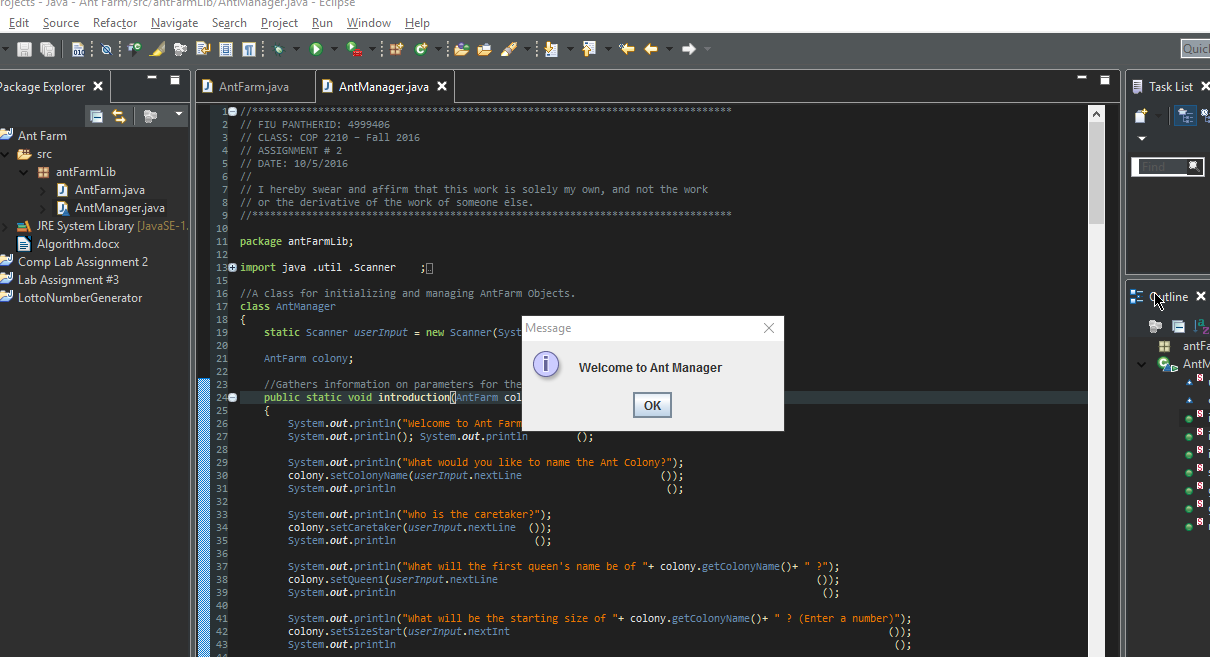 rojects - Java - Ant Farm/src/antFarmLib/AntManager.java - Eclipse
Edit Source Refactor Navigate Search Project Run Window Help
Quic
Package Explorer
AntFarm.java
AntManager.java
Task List
Ant Farm
src
antFarmLib
AntFarm.java
AntManager.java
JRE System Library [JavaSE-1.
Algorithm.docx
Comp Lab Assignment 2
Lab Assignment #3
LottoNumberGenerator
1 //********************************************************************************
2 // FIU PANTHERID: 4999406
3 // CLASS: COP 2210 - Fall 2016
4 // ASSIGNMENT # 2
5 // DATE: 10/5/2016
6 //
7 // I hereby swear and affirm that this work is solely my own, and not the work
8 // or the derivative of the work of someone else.
9 //********************************************************************************
10
11 package antFarmLib;
12
13 import java .util .Scanner    ;
15
16 //A class for initializing and managing AntFarm Objects.
17 class AntManager
18 {
19 static Scanner userInput = new Scanner(Syst
20
21 AntFarm colony;
22
23 //Gathers information on parameters for the
24 public static void introduction(AntFarm col
25 {
26 System.out.println("Welcome to Ant Farm
27 System.out.println(); System.out.println       ();
28
29 System.out.println("What would you like to name the Ant Colony?");
30 colony.setColonyName(userInput.nextLine                       ());
31 System.out.println                                             ();
32
33 System.out.println("who is the caretaker?");
34 colony.setCaretaker(userInput.nextLine  ());
35 System.out.println                       ();
36
37 System.out.println("What will the first queen's name be of "+ colony.getColonyName()+ " ?");
38 colony.setQueen1(userInput.nextLine                                                     ());
39 System.out.println                                                                       ();
40
41 System.out.println("What will be the starting size of "+ colony.getColonyName()+ " ? (Enter a number)");
42 colony.setSizeStart(userInput.nextInt                                                               ());
43 System.out.println                                                                                   ();
Message
Welcome to Ant Manager
OK
Find
Outline
antFa
AntM